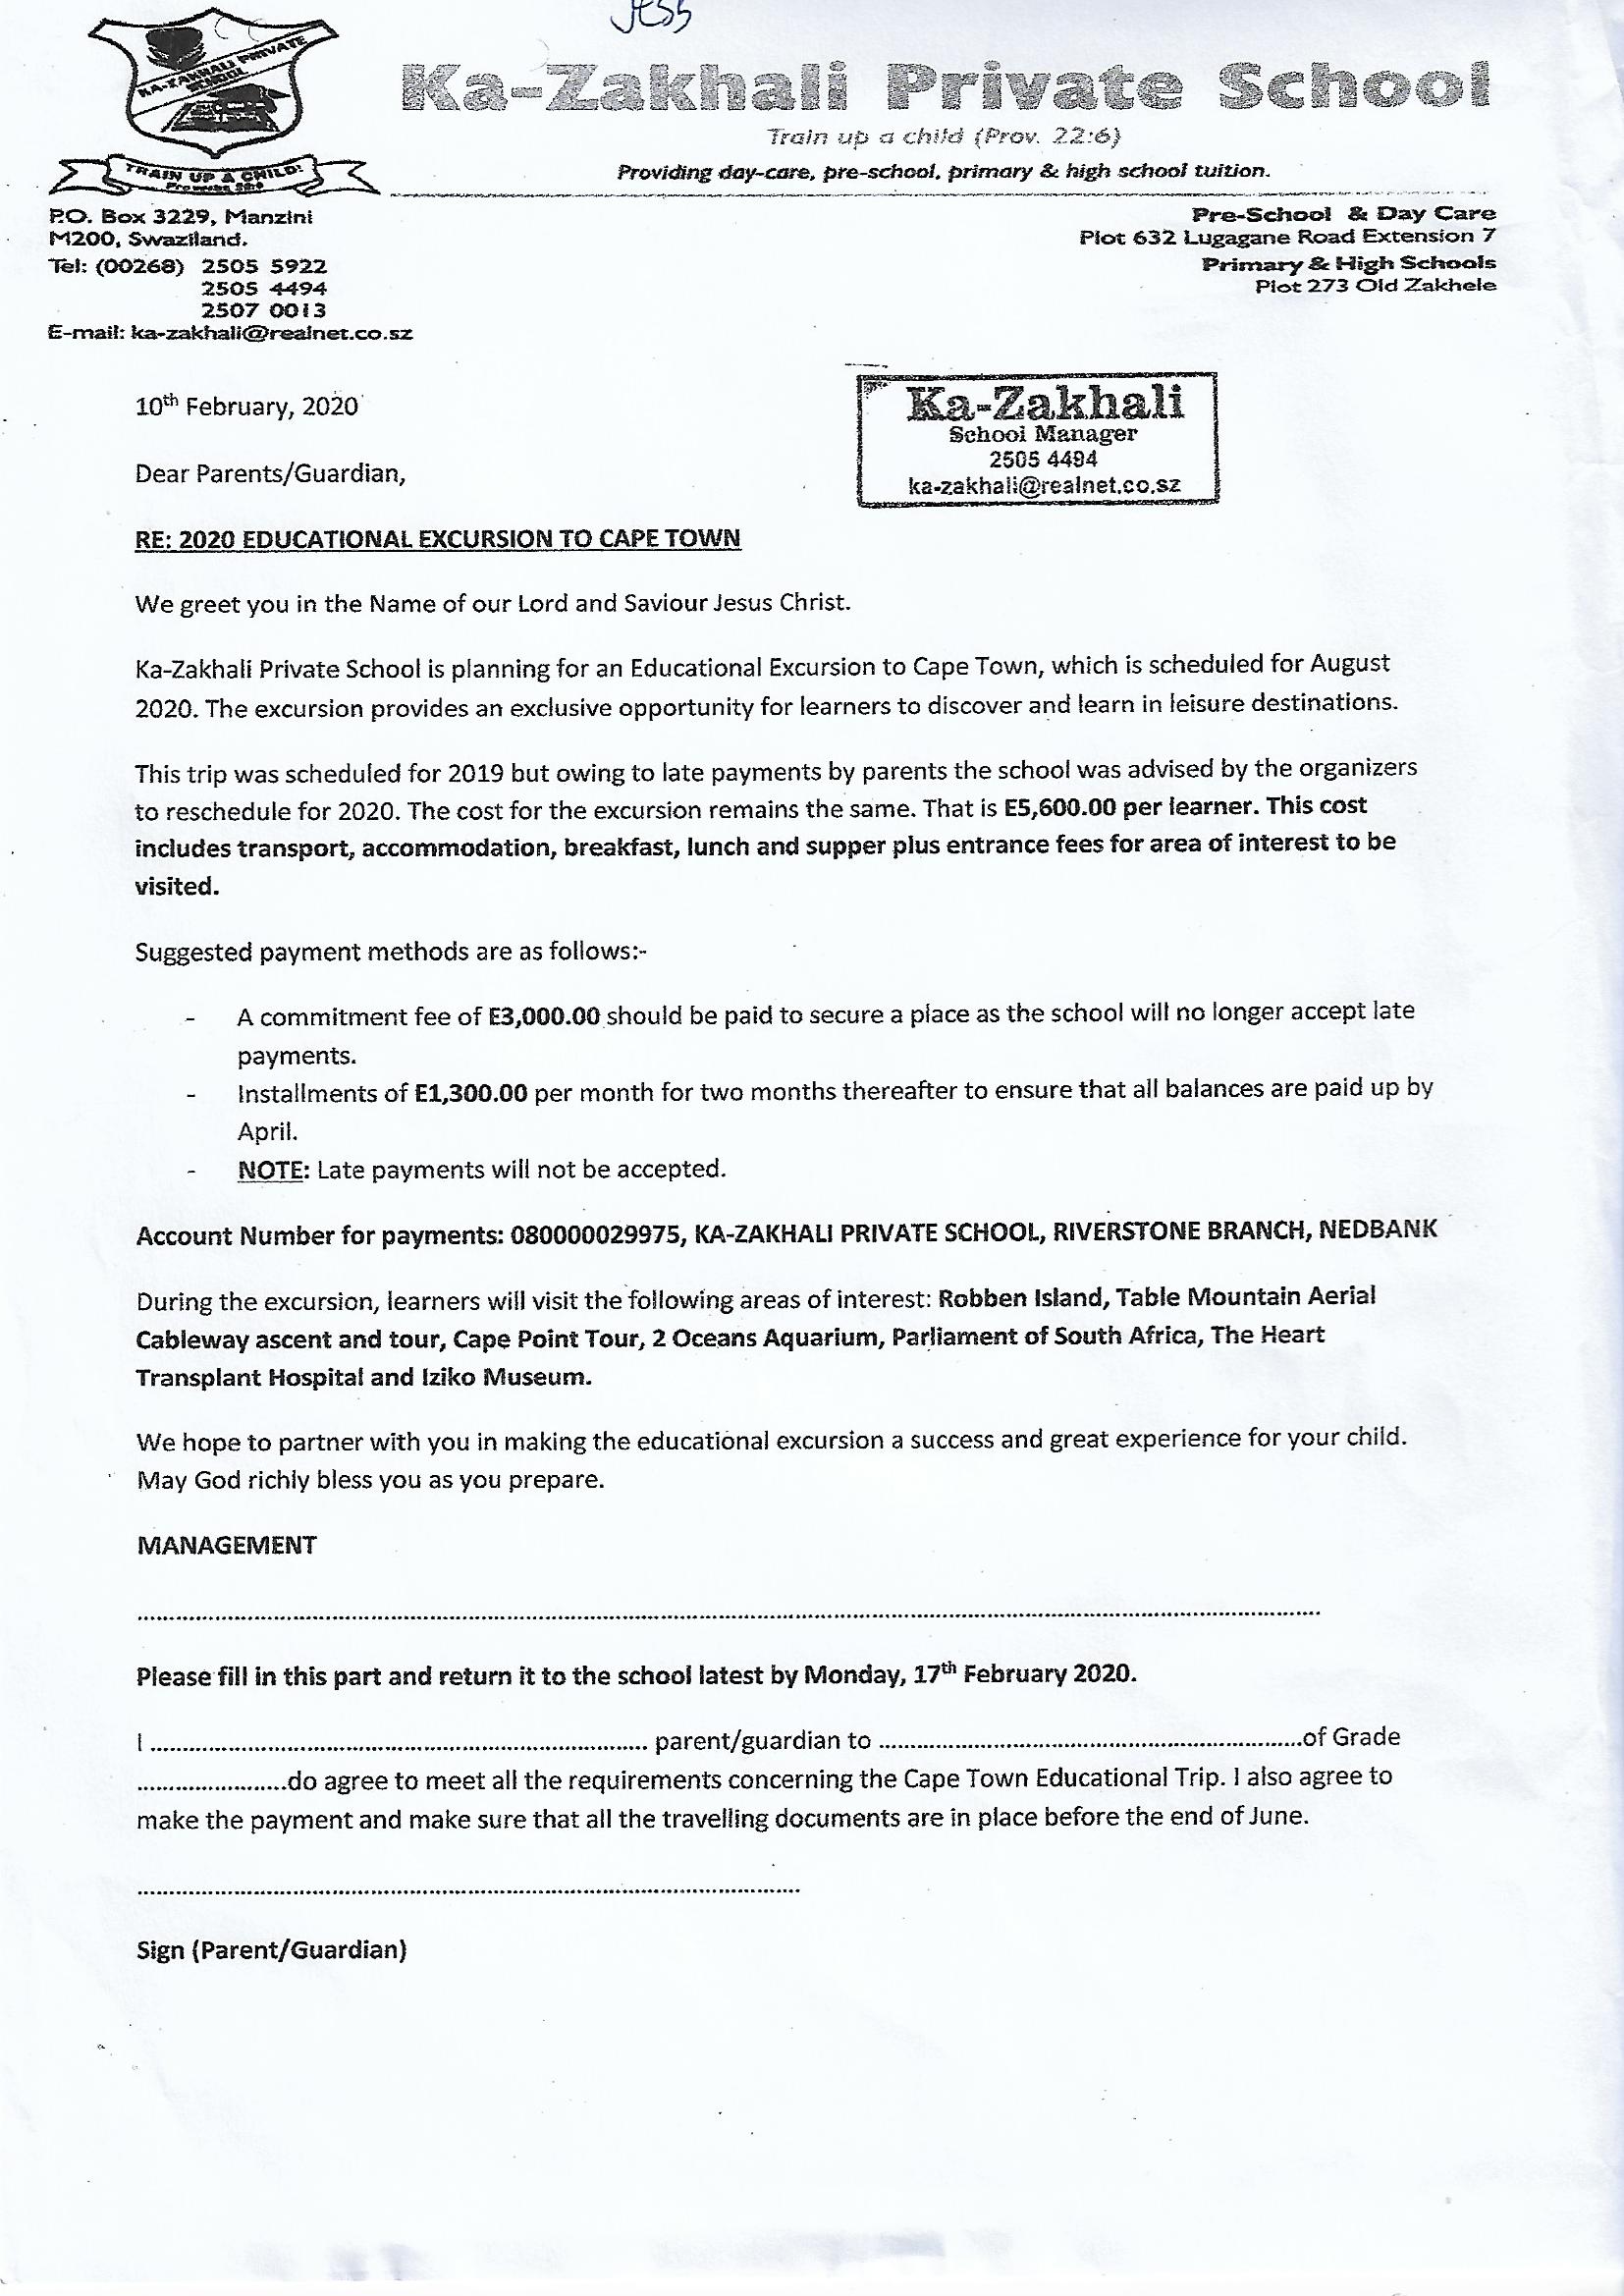 Jess
KA-ZAKHALI PRIVATE
SCHOOL
TRAIN UP A CHILD!
Ka-Zakhali Private School
Train up a child (Prov. 22:6)
Providing day-care, pre-school, primary & high school tuition.
P.O. Box 3229, Manzini
M200, Swaziland.
Tel: (00268) 2505 5922
2505 4494
2507 0013
E-mail: ka-zakhali@realnet.co.sz
Pre-School & Day Care
Plot 632 Lugagane Road Extension 7
Primary & High Schools
Plot 273 Old Zakhele
10th February, 2020
Ka-Zakhali
School Manager
2505 4494
ka-zakhali@realnet.co.sz
Dear Parents/Guardian,
RE: 2020 EDUCATIONAL EXCURSION TO CAPE TOWN
We greet you in the Name of our Lord and Saviour Jesus Christ.
Ka-Zakhali Private School is planning for an Educational Excursion to Cape Town, which is scheduled for August
2020. The excursion provides an exclusive opportunity for learners to discover and learn in leisure destinations.
This trip was scheduled for 2019 but owing to late payments by parents the school was advised by the organizers
to reschedule for 2020. The cost for the excursion remains the same. That is E5,600.00 per learner. This cost
includes transport, accommodation, breakfast, lunch and supper plus entrance fees for area of interest to be
visited.
Suggested payment methods are as follows:-
- A commitment fee of E3,000.00 should be paid to secure a place as the school will no longer accept late
payments.
- Installments of E1,300.00 per month for two months thereafter to ensure that all balances are paid up by
April.
- NOTE: Late payments will not be accepted.
Account Number for payments: 080000029975, KA-ZAKHALI PRIVATE SCHOOL, RIVERSTONE BRANCH, NEDBANK
During the excursion, learners will visit the following areas of interest: Robben Island, Table Mountain Aerial
Cableway ascent and tour, Cape Point Tour, 2 Oceans Aquarium, Parliament of South Africa, The Heart
Transplant Hospital and Iziko Museum.
We hope to partner with you in making the educational excursion a success and great experience for your child.
May God richly bless you as you prepare.
MANAGEMENT
Please fill in this part and return it to the school latest by Monday, 17th February 2020.
I ........................ parent/guardian to ........................of Grade
........................do agree to meet all the requirements concerning the Cape Town Educational Trip. I also agree to
make the payment and make sure that all the travelling documents are in place before the end of June.
Sign (Parent/Guardian)